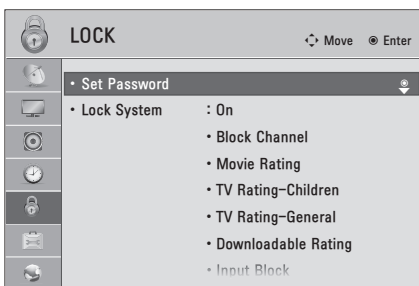 LOCK
Move Enter
• Set Password
• Lock System : On
• Block Channel
• Movie Rating
• TV Rating-Children
• TV Rating-General
• Downloadable Rating
• Input Block